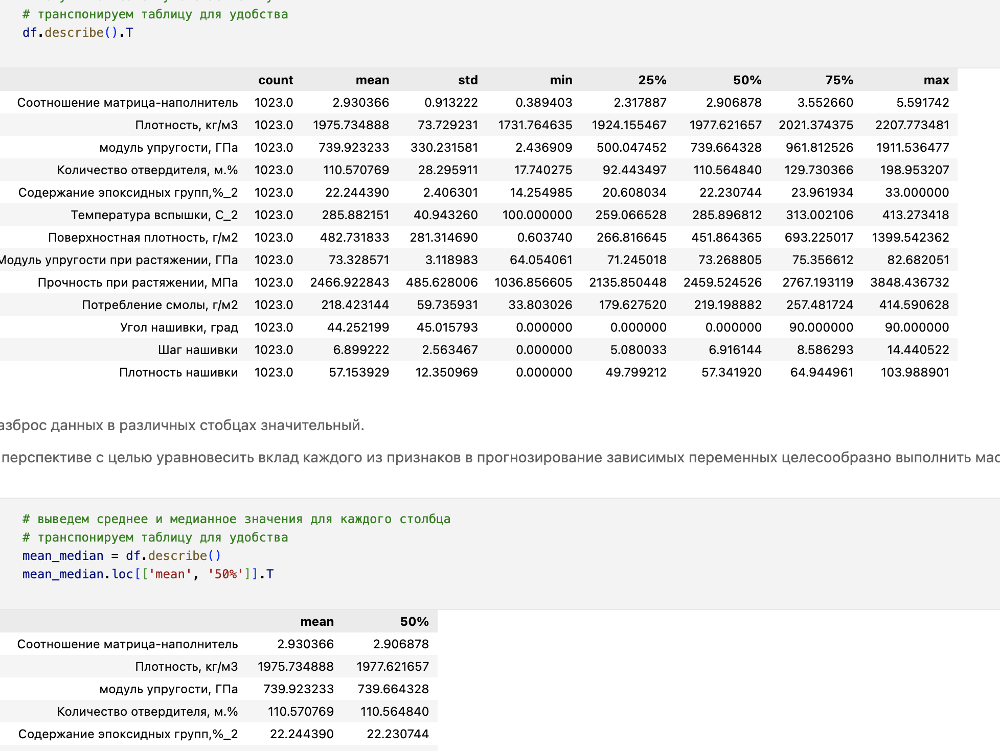 # транспонируем таблицу для удобства
df.describe().T
count mean std min 25% 50% 75% max
Соотношение матрица-наполнитель 1023.0 2.930366 0.913222 0.389403 2.317887 2.906878 3.552660 5.591742
Плотность, кг/м3 1023.0 1975.734888 73.729231 1731.764635 1924.155467 1977.621657 2021.374375 2207.773481
модуль упругости, ГПа 1023.0 739.923233 330.231581 2.436909 500.047452 739.664328 961.812526 1911.536477
Количество отвердителя, м.% 1023.0 110.570769 28.295911 17.740275 92.443497 110.564840 129.730366 198.953207
Содержание эпоксидных групп,%_2 1023.0 22.244390 2.406301 14.254985 20.608034 22.230744 23.961934 33.000000
Температура вспышки, С_2 1023.0 285.882151 40.943260 100.000000 259.066528 285.896812 313.002106 413.273418
Поверхностная плотность, г/м2 1023.0 482.731833 281.314690 0.603740 266.816645 451.864365 693.225017 1399.542362
Модуль упругости при растяжении, ГПа 1023.0 73.328571 3.118983 64.054061 71.245018 73.268805 75.356612 82.682051
Прочность при растяжении, МПа 1023.0 2466.922843 485.628006 1036.856605 2135.850448 2459.524526 2767.193119 3848.436732
Потребление смолы, г/м2 1023.0 218.423144 59.735931 33.803026 179.627520 219.198882 257.481724 414.590628
Угол нашивки, град 1023.0 44.252199 45.015793 0.000000 0.000000 0.000000 90.000000 90.000000
Шаг нашивки 1023.0 6.899222 2.563467 0.000000 5.080033 6.916144 8.586293 14.440522
Плотность нашивки 1023.0 57.153929 12.350969 0.000000 49.799212 57.341920 64.944961 103.988901
азброс данных в различных стобцах значительный.
перспективе с целью уравновесить вклад каждого из признаков в прогнозирование зависимых переменных целесообразно выполнить мас
# выведем среднее и медианное значения для каждого столбца
# транспонируем таблицу для удобства
mean_median = df.describe()
mean_median.loc[['mean', '50%']].T
mean 50%
Соотношение матрица-наполнитель 2.930366 2.906878
Плотность, кг/м3 1975.734888 1977.621657
модуль упругости, ГПа 739.923233 739.664328
Количество отвердителя, м.% 110.570769 110.564840
Содержание эпоксидных групп,%_2 22.244390 22.230744